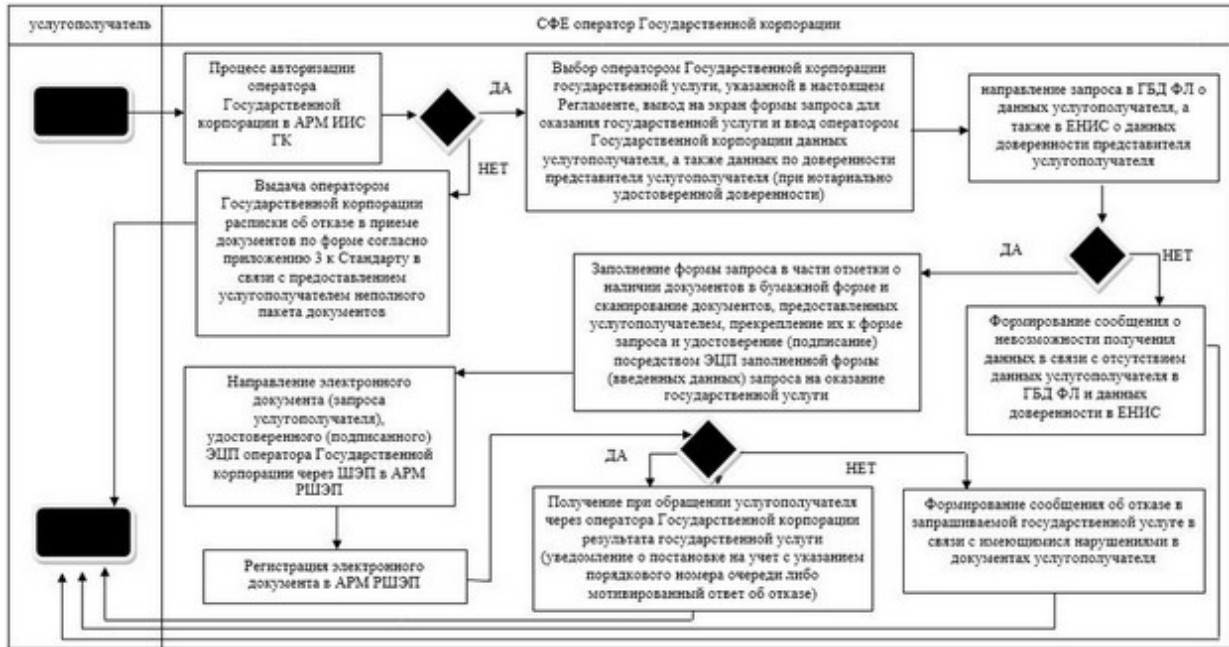 услугополучатель
СФЕ оператор Государственной корпорации
Процесс авторизации
оператора
Государственной
корпорации в АРМ ИИС
ГК
ДА
НЕТ
Выбор оператором Государственной корпорации
государственной услуги, указанной в настоящем
Регламенте, вывод на экран формы запроса для
оказания государственной услуги и ввод оператором
Государственной корпорации данных
услугополучателя, а также данных по доверенности
представителя услугополучателя (при нотариально
удостоверенной доверенности)
направление запроса в ГБД ФЛ о
данных услугополучателя, а
также в ЕНИС о данных
доверенности представителя
услугополучателя
Выдача оператором
Государственной корпорации
расписки об отказе в приеме
документов по форме согласно
приложению 3 к Стандарту в
связи с предоставлением
услугополучателем неполного
пакета документов
ДА
НЕТ
Заполнение формы запроса в части отметки о
наличии документов в бумажной форме и
сканирование документов, предоставленных
услугополучателем, прекрепление их к форме
запроса и удостоверение (подписание)
посредством ЭЦП заполненной формы
(введенных данных) запроса на оказание
государственной услуги
Формирование сообщения о
невозможности получения
данных в связи с отсутствием
данных услугополучателя в
ГБД ФЛ и данных
доверенности в ЕНИС
Направление электронного
документа (запроса
услугополучателя),
удостоверенного (подписанного)
ЭЦП оператора Государственной
корпорации через ШЭП в АРМ
РШЭП
ДА
НЕТ
Регистрация электронного
документа в АРМ РШЭП
Получение при обращении услугополучателя
через оператора Государственной корпорации
результата государственной услуги
(уведомление о постановке на учет с указанием
порядкового номера очереди либо
мотивированный ответ об отказе)
Формирование сообщения об отказе в
запрашиваемой государственной услуге в
связи с имеющимися нарушениями в
документах услугополучателя